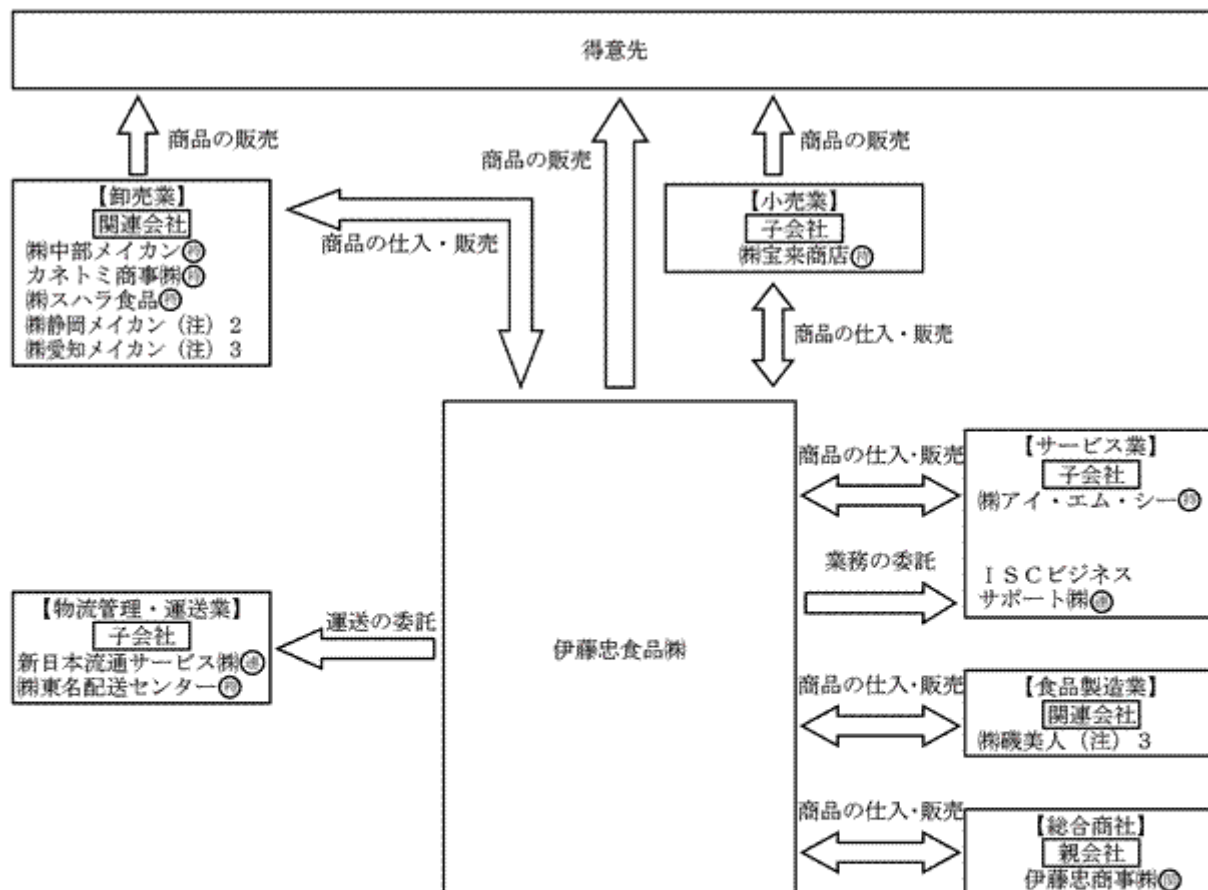 得意先
商品の販売
商品の販売
商品の販売
【卸売業】
関連会社
㈱中部メイカン㊕
カネトミ商事㈱㊕
㈱スハラ食品㊕
㈱静岡メイカン（注）２
㈱愛知メイカン（注）３
商品の仕入・販売
【小売業】
子会社
㈱宝来商店㊕
商品の仕入・販売
伊藤忠食品㈱
商品の仕入・販売
【サービス業】
子会社
㈱アイ・エム・シー㊕
業務の委託
ＩＳＣビジネス
サポート㈱
【物流管理・運送業】
子会社
新日本流通サービス㈱
㈱東名配送センター㊕
運送の委託
商品の仕入・販売
【食品製造業】
関連会社
㈱磯美人（注）３
商品の仕入・販売
【総合商社】
親会社
伊藤忠商事㈱